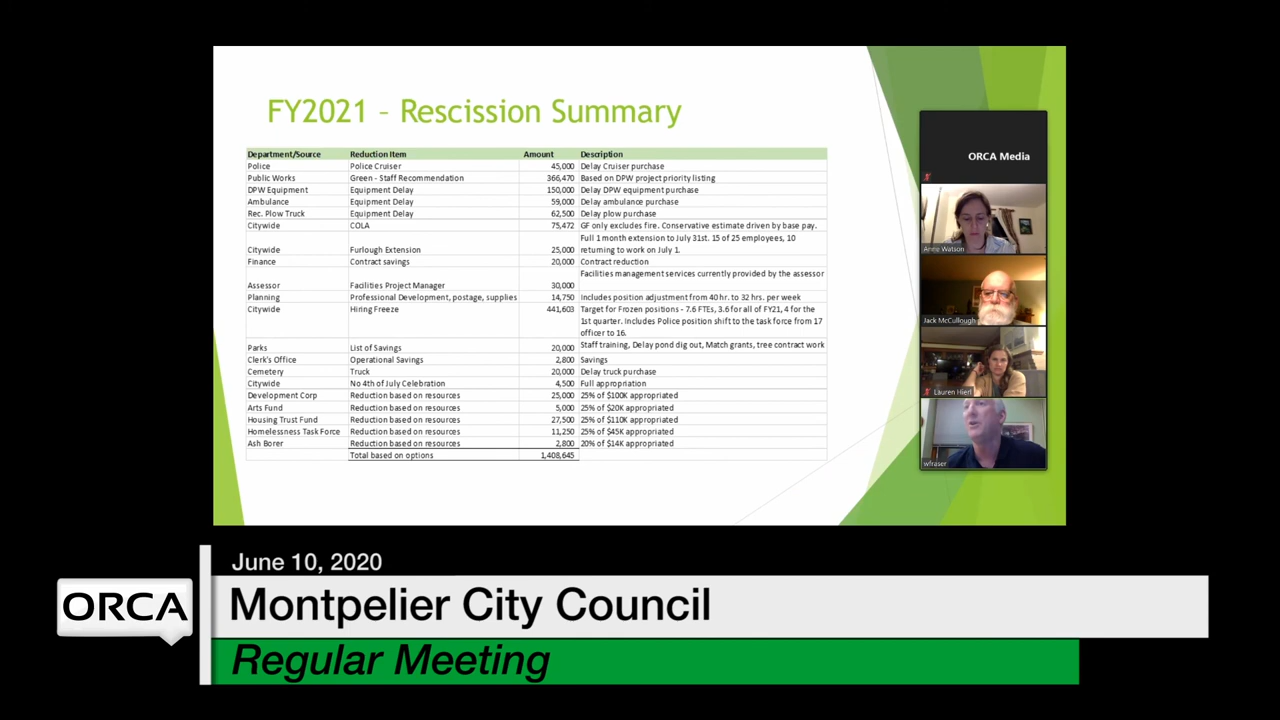 FY2021 – Rescission Summary
Department/Source Reduction Item Amount Description
Police Police Cruiser 45,000 Delay Cruiser purchase
Public Works Green - Staff Recommendation 366,470 Based on DPW project priority listing
DPW Equipment Equipment Delay 150,000 Delay DPW equipment purchase
Ambulance Equipment Delay 59,000 Delay ambulance purchase
Rec. Plow Truck Equipment Delay 62,500 Delay plow purchase
Citywide COLA 75,472 GF only excludes fire. Conservative estimate driven by base pay.
Full 1 month extension to July 31st. 15 of 25 employees, 10
Citywide Furlough Extension 25,000 returning to work on July 1.
Finance Contract savings 20,000 Contract reduction
Facilities management services currently provided by the assessor
Assessor Facilities Project Manager 30,000
Planning Professional Development, postage, supplies 14,750 Includes position adjustment from 40 hr. to 32 hrs. per week
Citywide Hiring Freeze 441,603 Target for Frozen positions - 7.6 FTEs, 3.6 for all of FY21, 4 for the
1st quarter. Includes Police position shift to the task force from 17
officer to 16.
Parks List of Savings 20,000 Staff training, Delay pond dig out, Match grants, tree contract work
Clerk's Office Operational Savings 2,800 Savings
Cemetery Truck 20,000 Delay truck purchase
Citywide No 4th of July Celebration 4,500 Full appropriation
Development Corp Reduction based on resources 25,000 25% of $100K appropriated
Arts Fund Reduction based on resources 5,000 25% of $20K appropriated
Housing Trust Fund Reduction based on resources 27,500 25% of $110K appropriated
Homelessness Task Force Reduction based on resources 11,250 25% of $45K appropriated
Ash Borer Reduction based on resources 2,800 20% of $14K appropriated
Total based on options 1,408,645
ORCA Media
Anne Watson
Jack McCullough
Lauren Hierl
wfraser
June 10, 2020
ORCA
Montpelier City Council
Regular Meeting